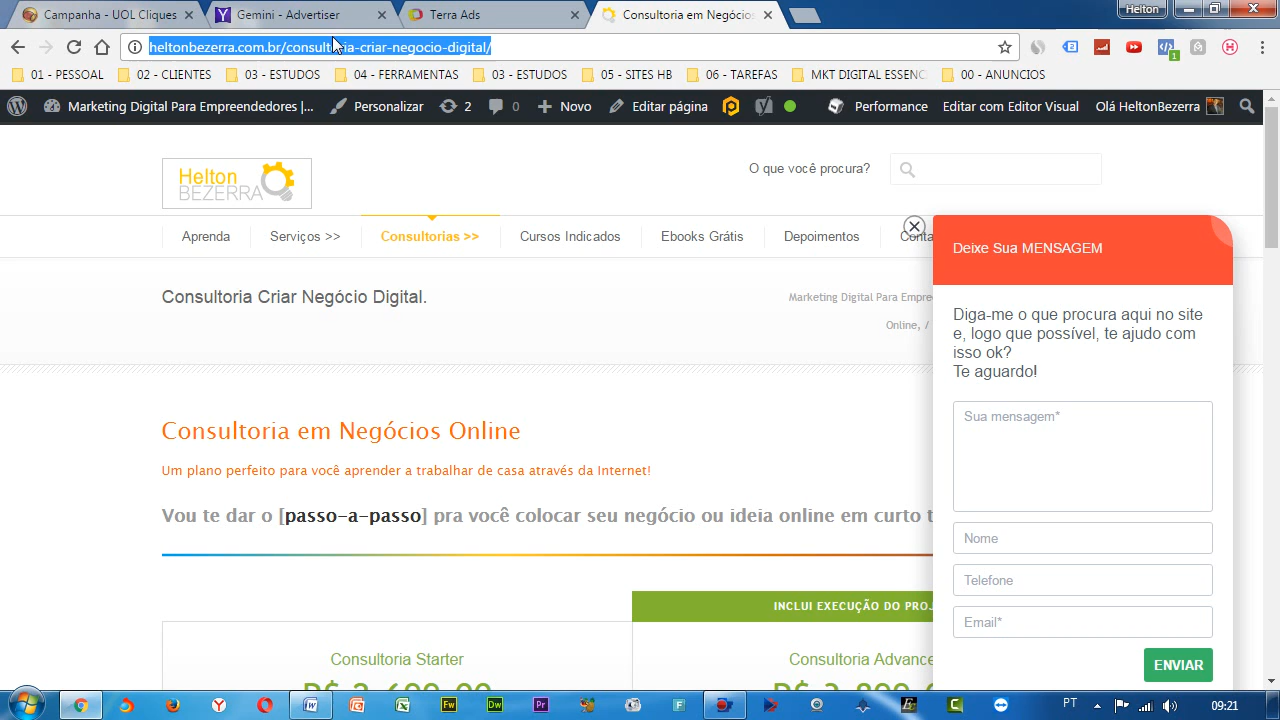 Campanha - UOL Cliques
Gemini - Advertiser
Terra Ads
Consultoria em Negócios
Helton
heltonbezerra.com.br/consultoria-criar-negocio-digital/
01 - PESSOAL
02 - CLIENTES
03 - ESTUDOS
04 - FERRAMENTAS
03 - ESTUDOS
05 - SITES HB
06 - TAREFAS
MKT DIGITAL ESSENC
00 - ANUNCIOS
Marketing Digital Para Empreendedores |...
Personalizar
2
0
Novo
Editar página
Performance
Editar com Editor Visual
Olá HeltonBezerra
Helton
BEZERRA
O que você procura?
Aprenda
Serviços >>
Consultorias >>
Cursos Indicados
Ebooks Grátis
Depoimentos
Conta
Consultoria Criar Negócio Digital.
Marketing Digital Para Empre
Online, /
Consultoria em Negócios Online
Um plano perfeito para você aprender a trabalhar de casa através da Internet!
Vou te dar o [passo-a-passo] pra você colocar seu negócio ou ideia online em curto t
INCLUI EXECUÇÃO DO PROJ
Consultoria Starter
Consultoria Advance
Deixe Sua MENSAGEM
Diga-me o que procura aqui no site
e, logo que possível, te ajudo com
isso ok?
Te aguardo!
Sua mensagem*
Nome
Telefone
Email*
ENVIAR
PT
09:21